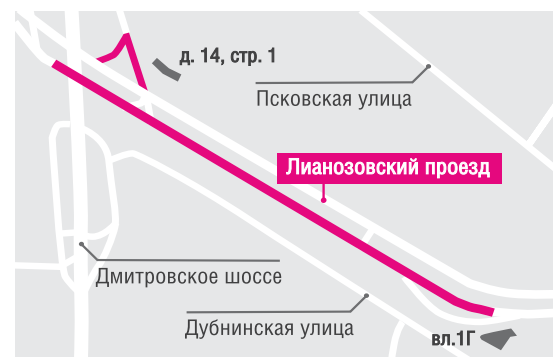 д. 14, стр. 1
Псковская улица
Лианозовский проезд
Дмитровское шоссе
Дубнинская улица
вл.1Г